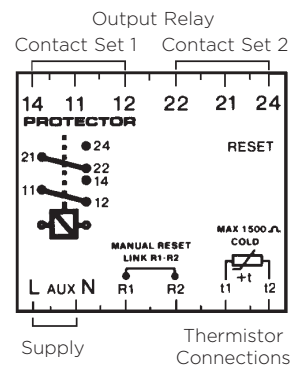 Output Relay
Contact Set 1 Contact Set 2
14 11 12 22 21 24
PROTECTOR
24
RESET
21
22
14
11
12
MAX 1500 Ω
COLD
MANUAL RESET
LINK R1-R2
+t
L AUX N R1 R2 t1 t2
Supply
Thermistor
Connections